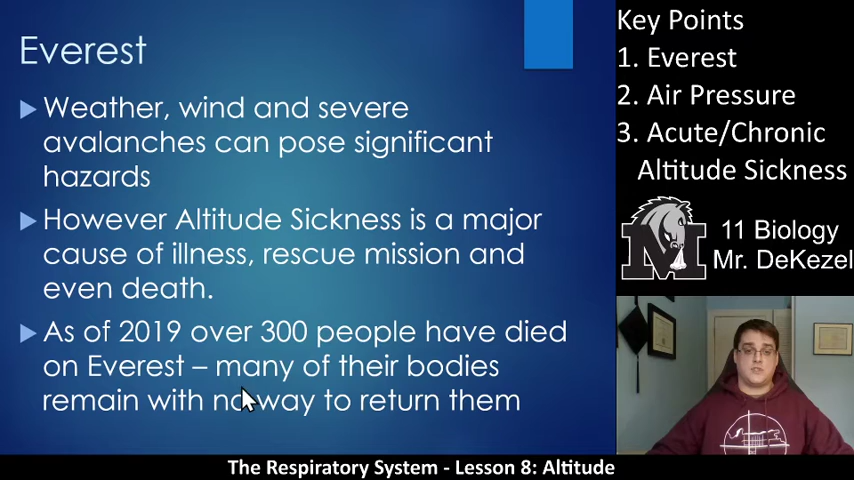 Everest
Weather, wind and severe
avalanches can pose significant
hazards
However Altitude Sickness is a major
cause of illness, rescue mission and
even death.
As of 2019 over 300 people have died
on Everest – many of their bodies
remain with no way to return them
Key Points
1. Everest
2. Air Pressure
3. Acute/Chronic
Altitude Sickness
M
11 Biology
Mr. DeKezel
The Respiratory System - Lesson 8: Altitude